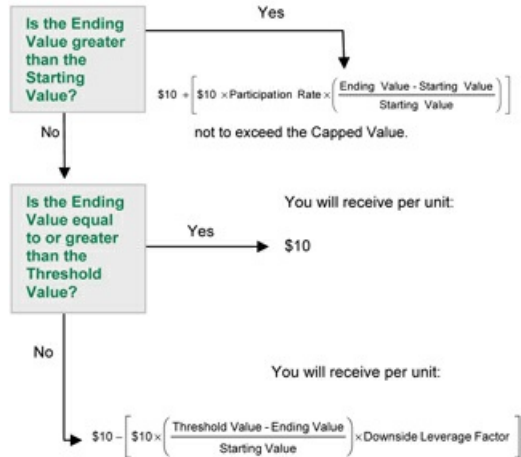 Is the Ending
Value greater
than the
Starting
Value?
Yes
$10 + [ $10 × Participation Rate × ( Ending Value - Starting Value / Starting Value ) ]
not to exceed the Capped Value.
No
Is the Ending
Value equal
to or greater
than the
Threshold
Value?
Yes
You will receive per unit:
$10
No
You will receive per unit:
$10 − [ $10 × ( Threshold Value - Ending Value / Starting Value ) × Downside Leverage Factor ]